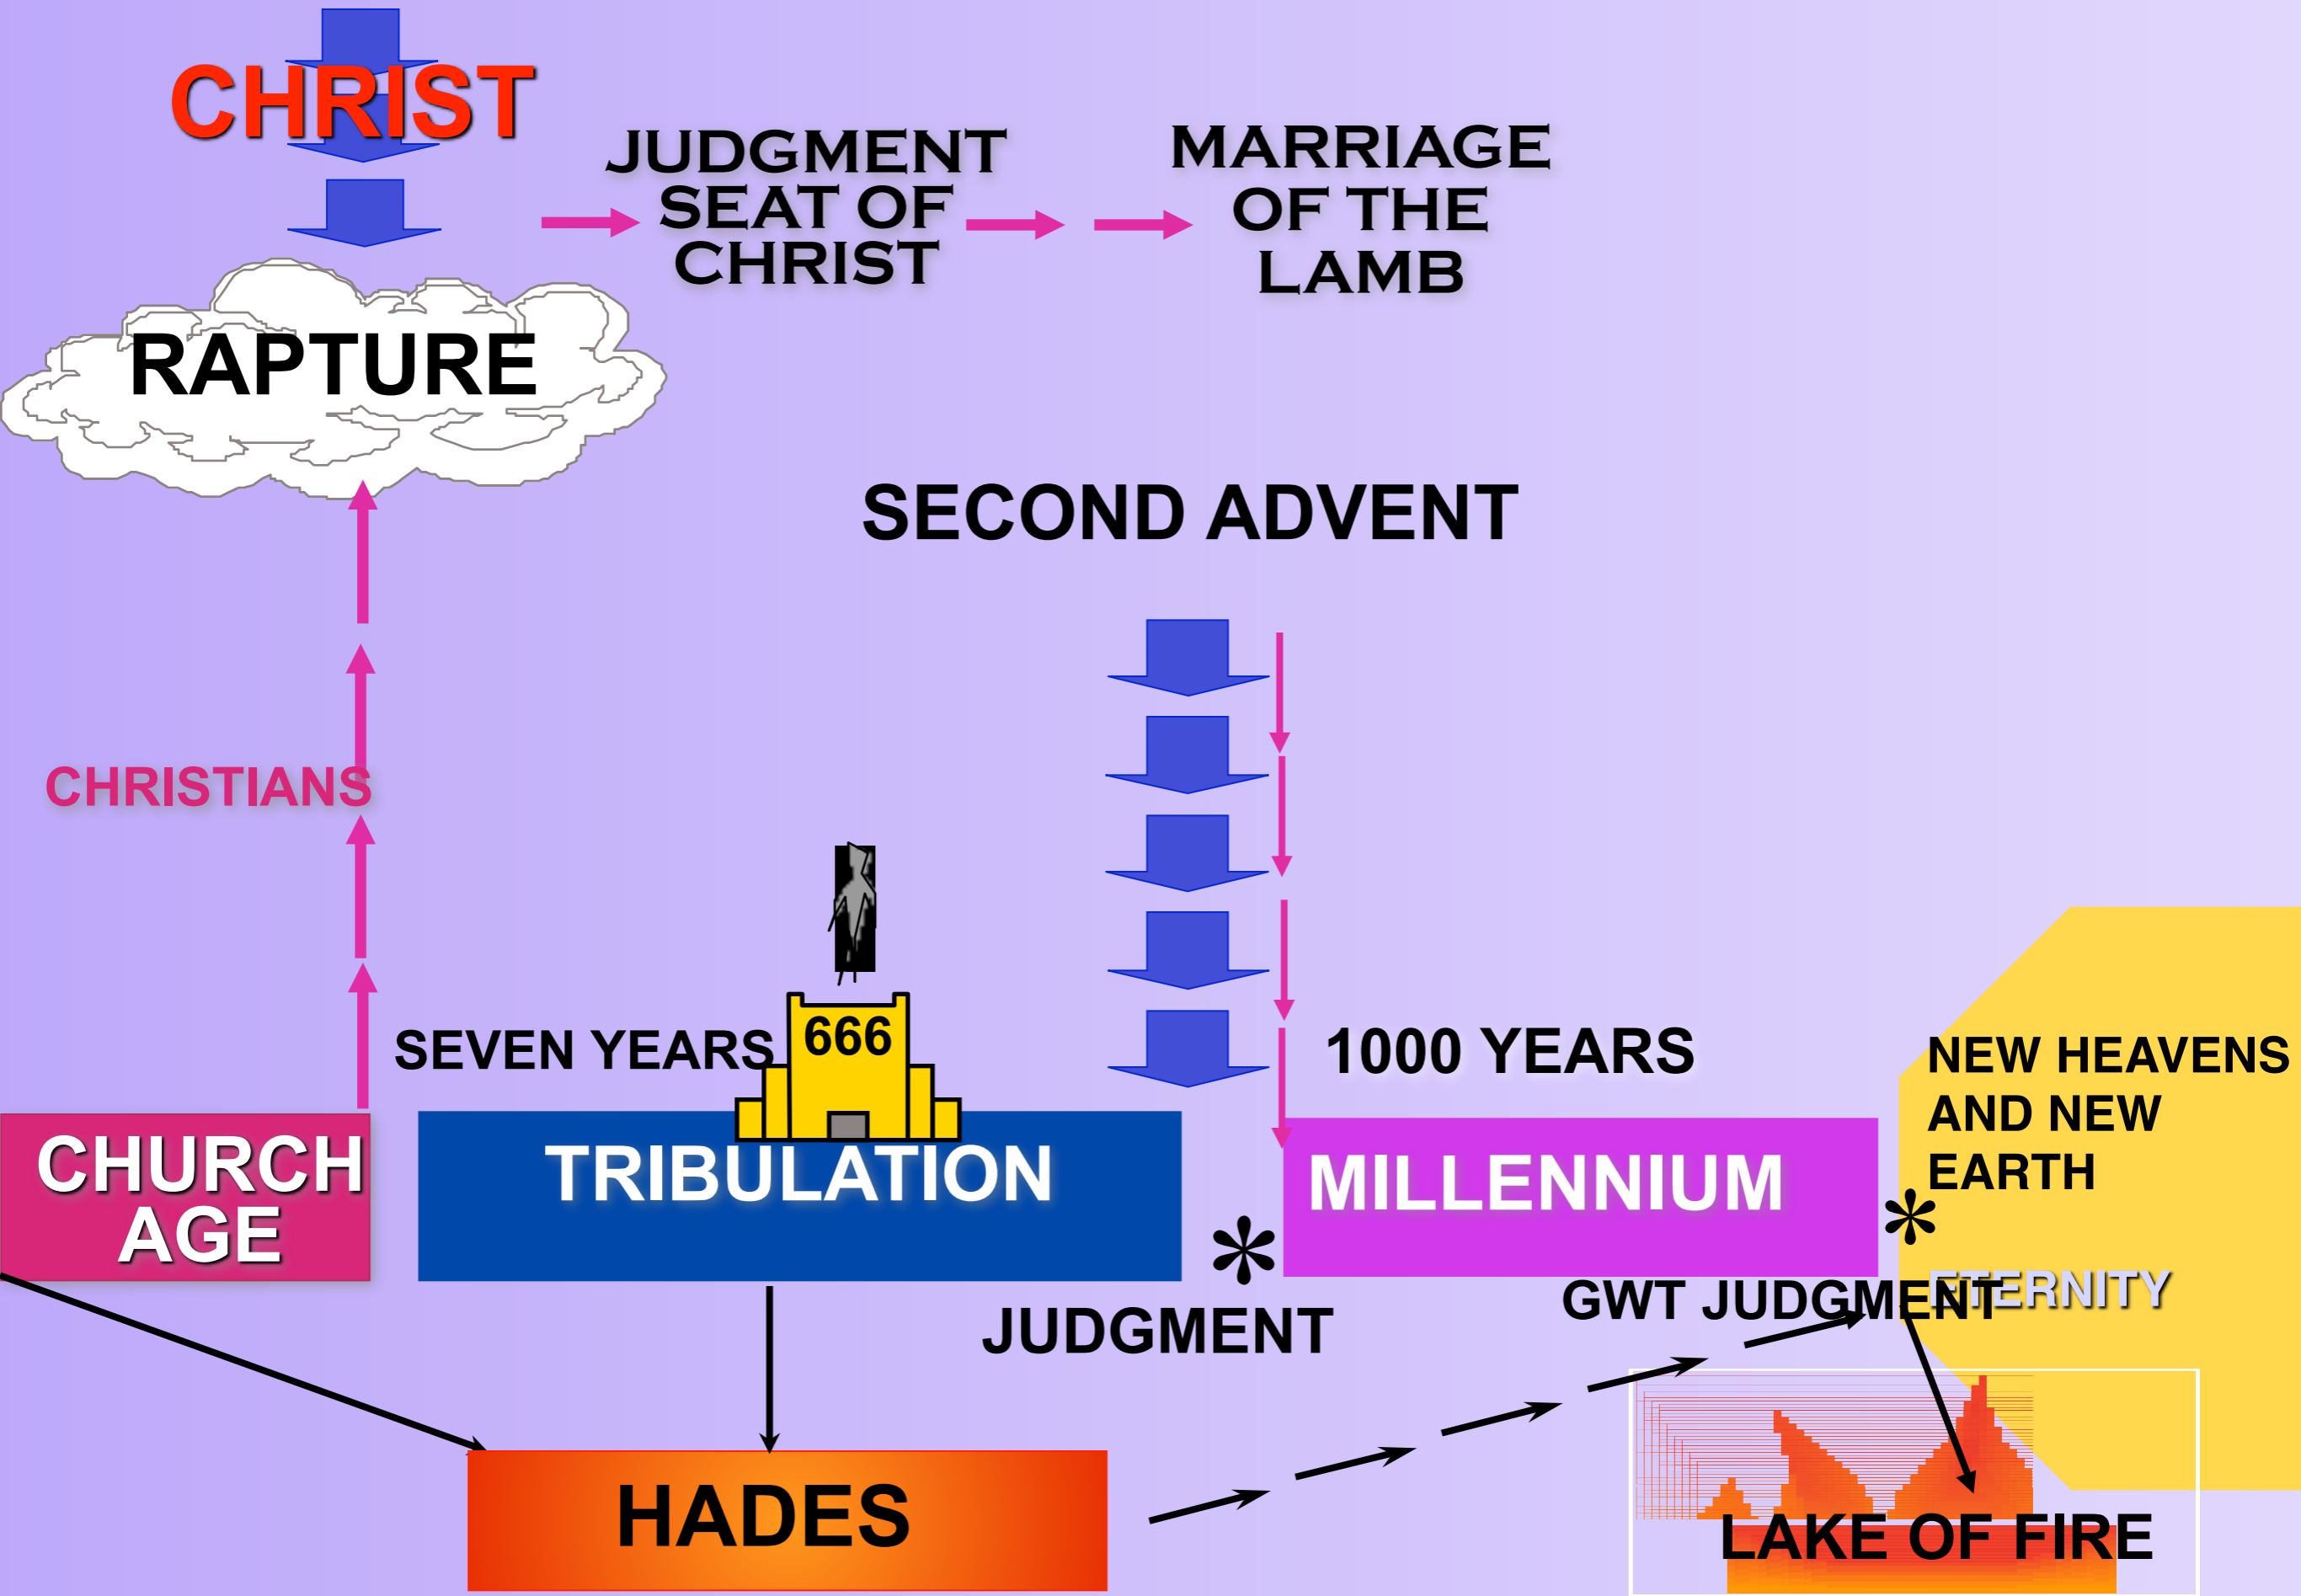 CHRIST
JUDGMENT
SEAT OF
CHRIST
MARRIAGE
OF THE
LAMB
RAPTURE
SECOND ADVENT
CHRISTIANS
SEVEN YEARS
666
1000 YEARS
NEW HEAVENS
AND NEW
EARTH
CHURCH
AGE
TRIBULATION
MILLENNIUM
*
*
ETERNITY
JUDGMENT
GWT JUDGMENT
HADES
LAKE OF FIRE